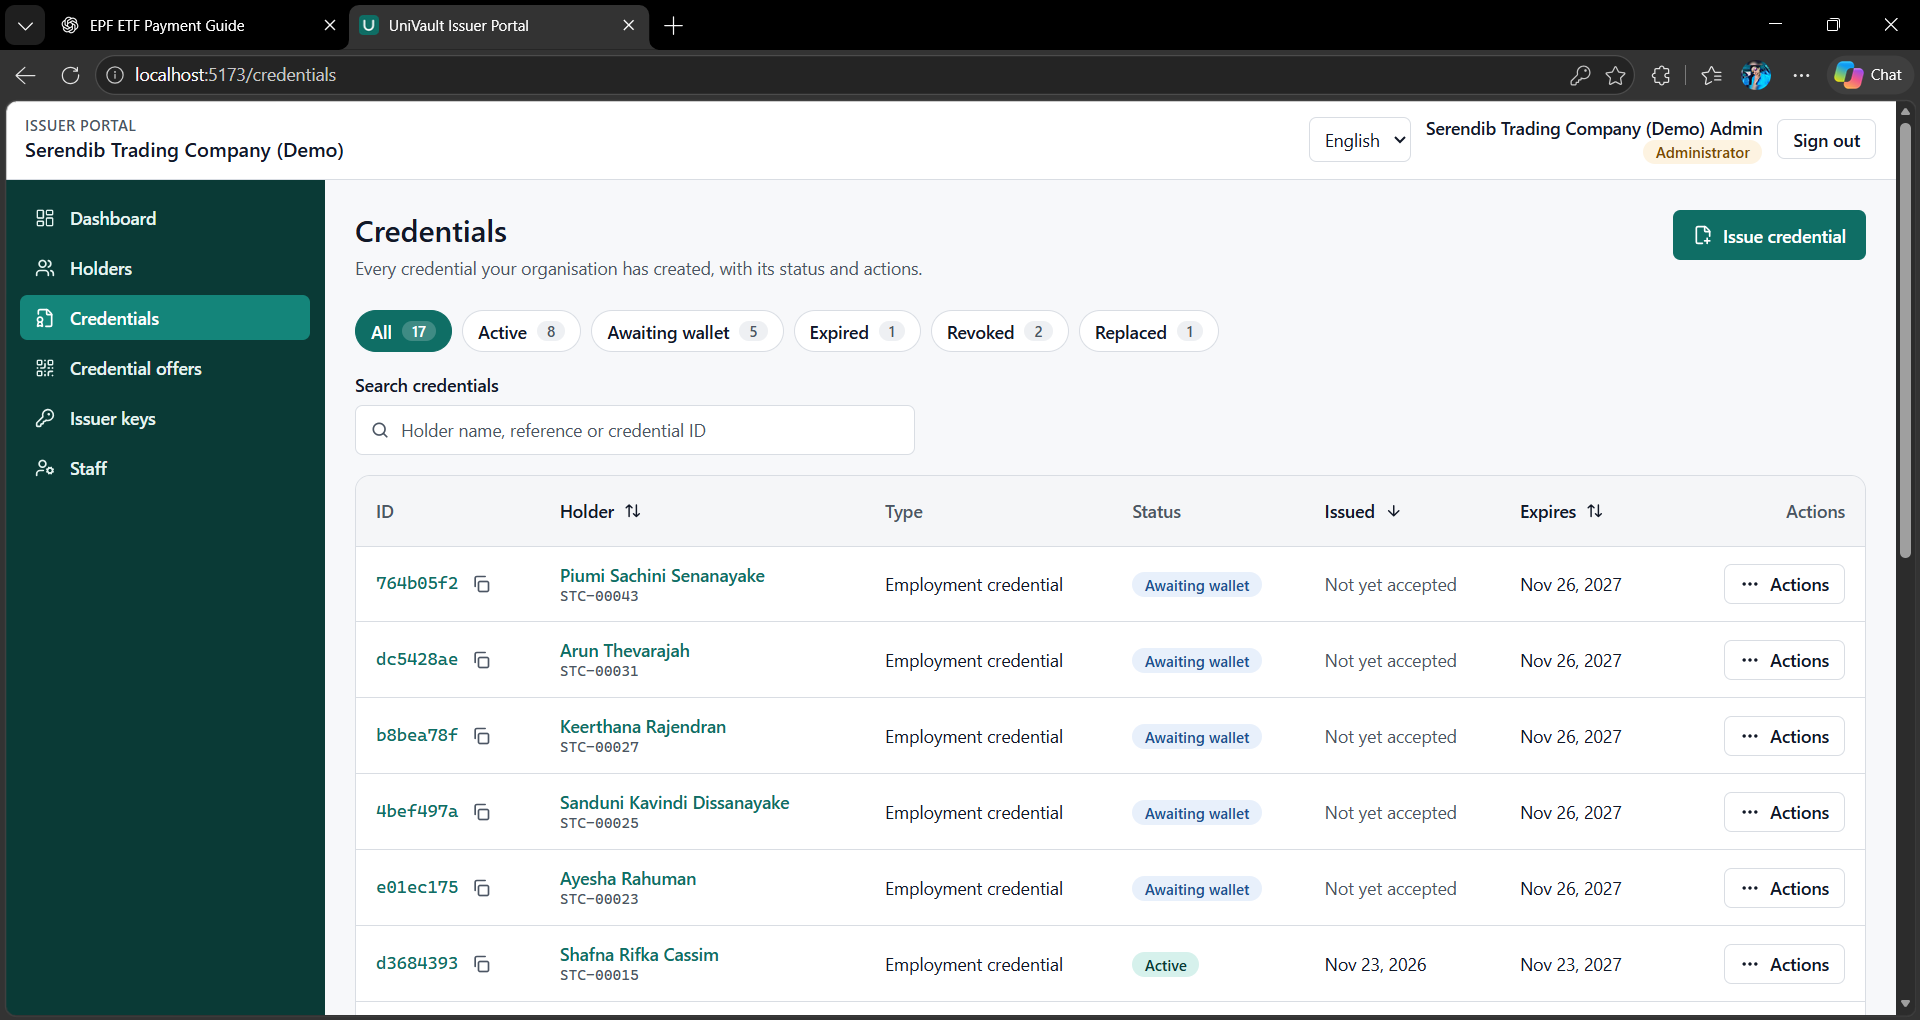 EPF ETF Payment Guide
UniVault Issuer Portal
localhost:5173/credentials
Chat
ISSUER PORTAL
Serendib Trading Company (Demo)
English
Serendib Trading Company (Demo) Admin
Administrator
Sign out
Dashboard
Holders
Credentials
Credential offers
Issuer keys
Staff
Credentials
Every credential your organisation has created, with its status and actions.
Issue credential
All 17 Active 8 Awaiting wallet 5 Expired 1 Revoked 2 Replaced 1
Search credentials
Holder name, reference or credential ID
ID Holder Type Status Issued Expires Actions
764b05f2 Piumi Sachini Senanayake Employment credential Awaiting wallet Not yet accepted Nov 26, 2027 Actions
STC-00043
dc5428ae Arun Thevarajah Employment credential Awaiting wallet Not yet accepted Nov 26, 2027 Actions
STC-00031
b8bea78f Keerthana Rajendran Employment credential Awaiting wallet Not yet accepted Nov 26, 2027 Actions
STC-00027
4bef497a Sanduni Kavindi Dissanayake Employment credential Awaiting wallet Not yet accepted Nov 26, 2027 Actions
STC-00025
e01ec175 Ayesha Rahuman Employment credential Awaiting wallet Not yet accepted Nov 26, 2027 Actions
STC-00023
d3684393 Shafna Rifka Cassim Employment credential Active Nov 23, 2026 Nov 23, 2027 Actions
STC-00015